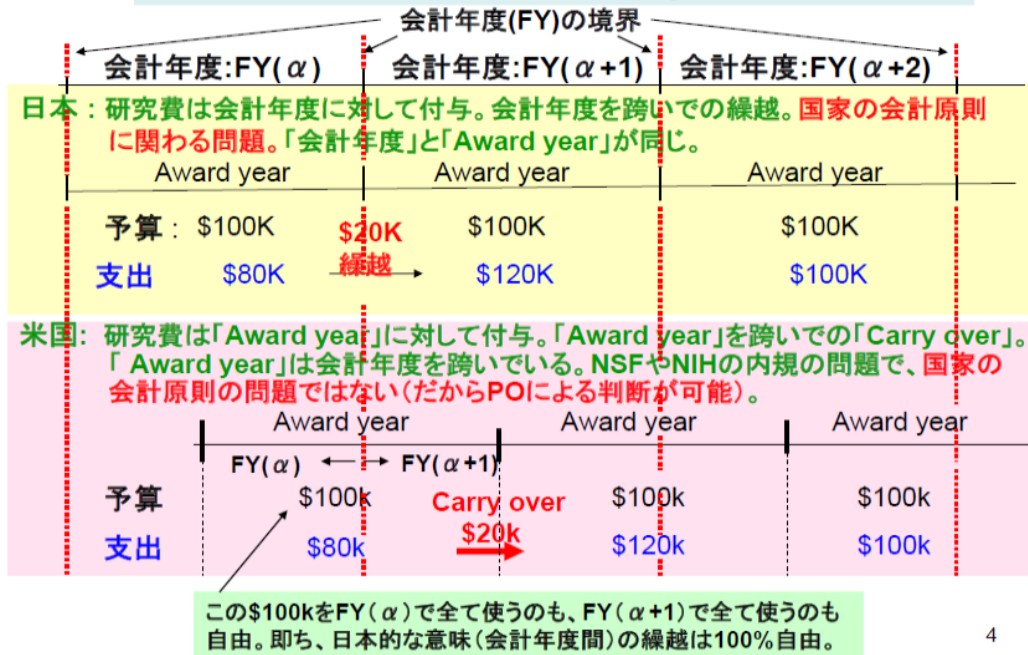 会計年度(FY)の境界
会計年度:FY(α) 会計年度:FY(α+1) 会計年度:FY(α+2)
日本：研究費は会計年度に対して付与。会計年度を跨いでの繰越。国家の会計原則
に関わる問題。「会計年度」と「Award year」が同じ。
Award year Award year Award year
予算： $100K $20K $100K $100K
繰越
支出 $80K $120K $100K
米国: 研究費は「Award year」に対して付与。「Award year」を跨いでの「Carry over」。
「 Award year」は会計年度を跨いでいる。NSFやNIHの内規の問題で、国家の
会計原則の問題ではない（だからPOによる判断が可能）。
Award year Award year Award year
FY(α) FY(α+1)
予算 $100k Carry over $100k $100k
支出 $80k $20k $120k $100k
この$100kをFY（α）で全て使うのも、FY（α+1）で全て使うのも
自由。即ち、日本的な意味（会計年度間）の繰越は100%自由。
4